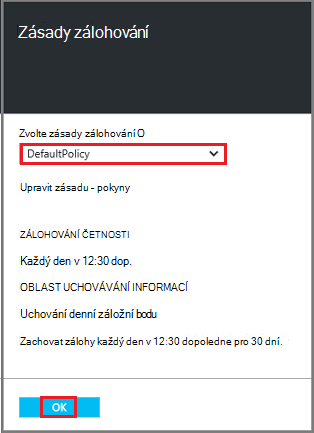 Zásady zálohování
Zvolte zásady zálohování O
DefaultPolicy
Upravit zásadu - pokyny
ZÁLOHOVÁNÍ ČETNOSTI
Každý den v 12:30 dop.
OBLAST UCHOVÁVÁNÍ INFORMACÍ
Uchování denní záložní bodu
Zachovat zálohy každý den v 12:30 dopoledne pro 30 dní.
OK